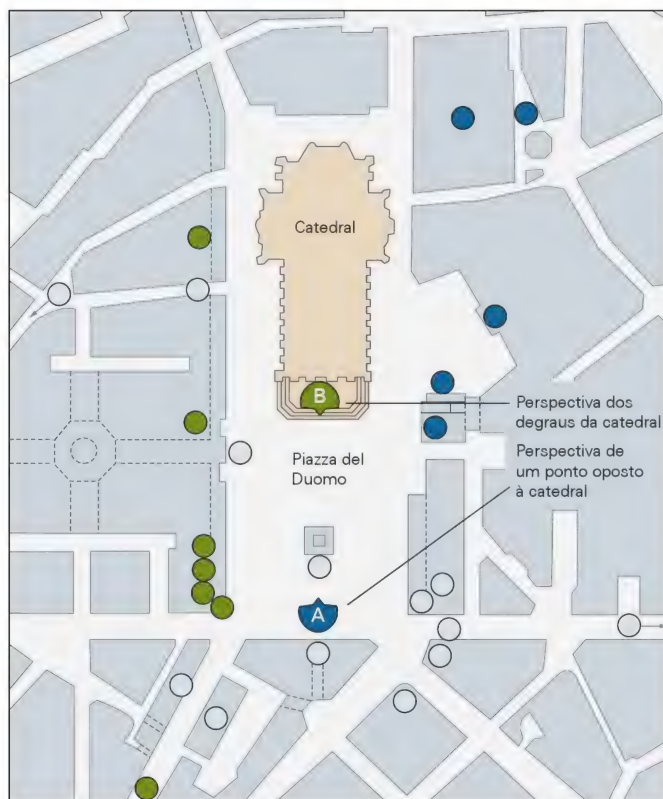 Catedral
B
Perspectiva dos
degraus da catedral
Perspectiva de
um ponto oposto
à catedral
Piazza del
Duomo
A